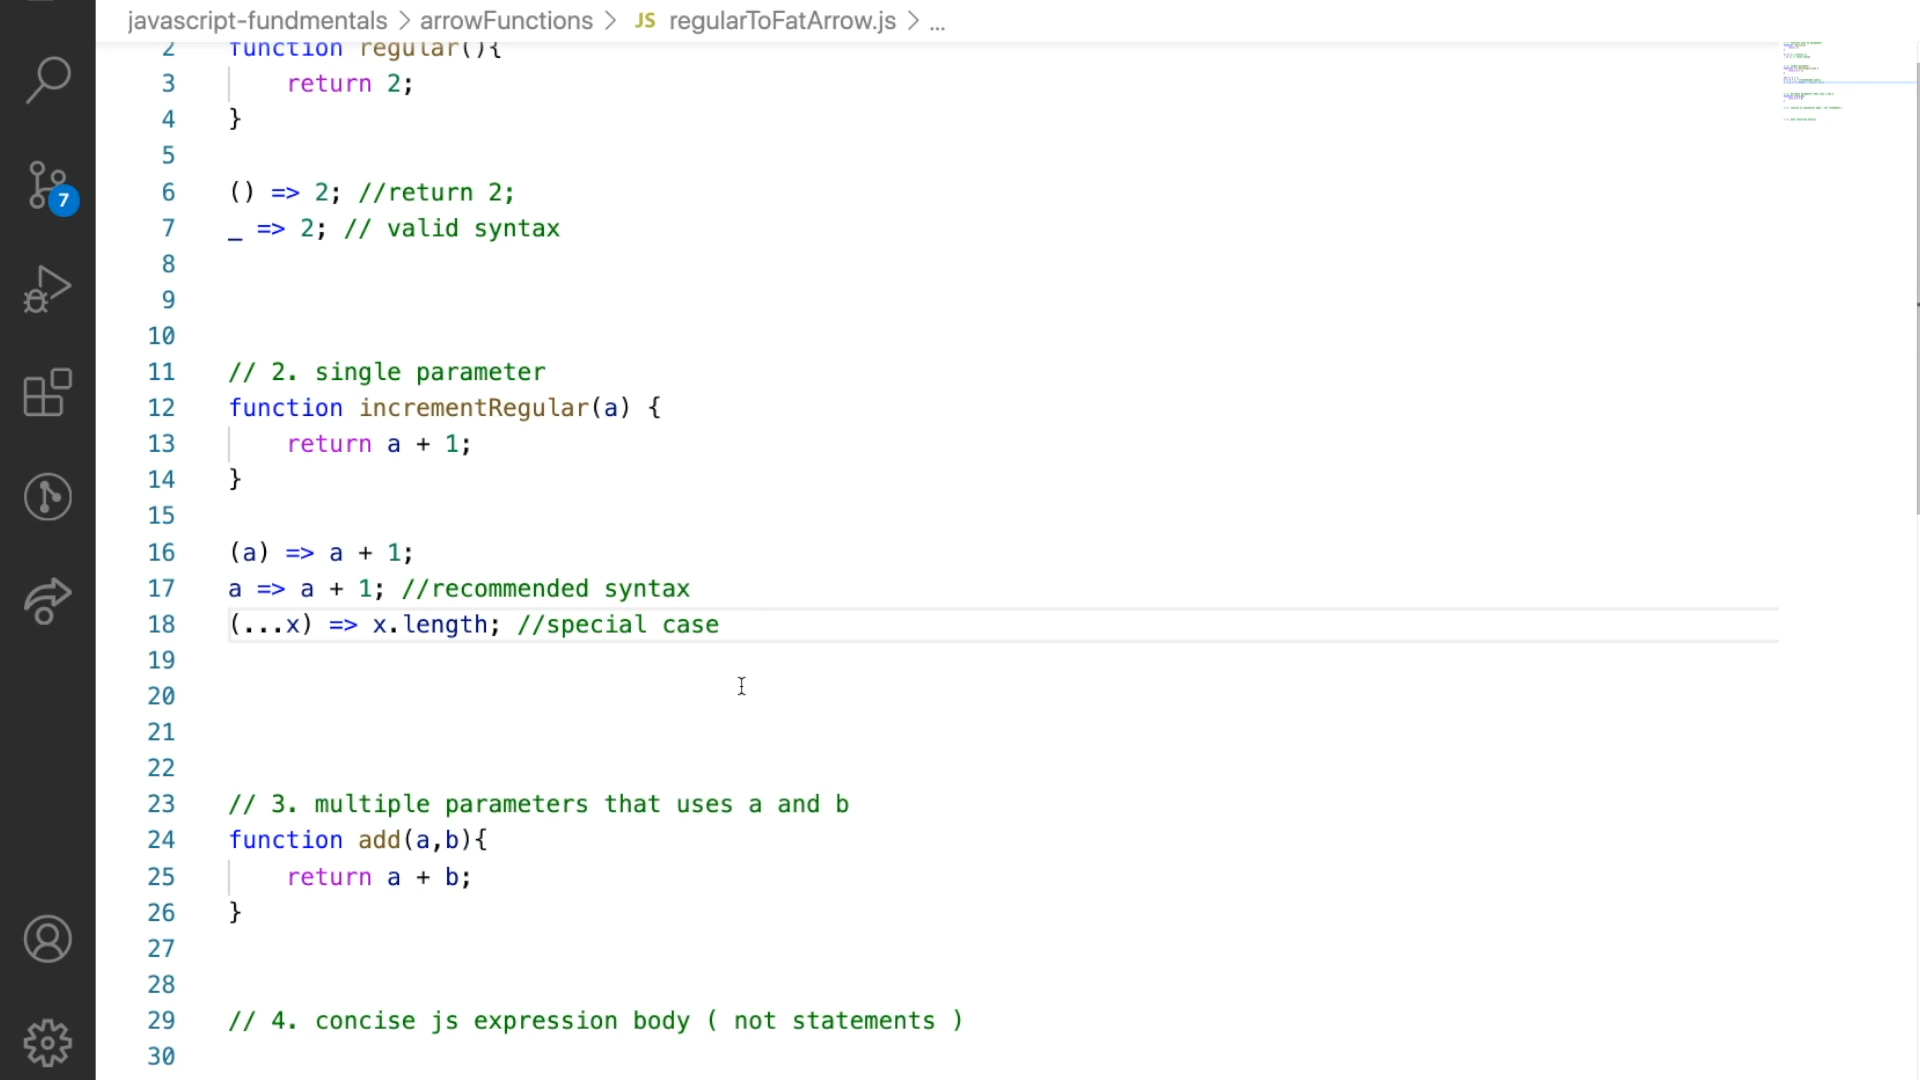 javascript-fundmentals > arrowFunctions > JS regularToFatArrow.js > ...
2 function regular(){
3 return 2;
4 }
5
6 () => 2; //return 2;
7 _ => 2; // valid syntax
8
9
10
11 // 2. single parameter
12 function incrementRegular(a) {
13 return a + 1;
14 }
15
16 (a) => a + 1;
17 a => a + 1; //recommended syntax
18 (...x) => x.length; //special case
19
20
21
22
23 // 3. multiple parameters that uses a and b
24 function add(a,b){
25 return a + b;
26 }
27
28
29 // 4. concise js expression body ( not statements )
30
7